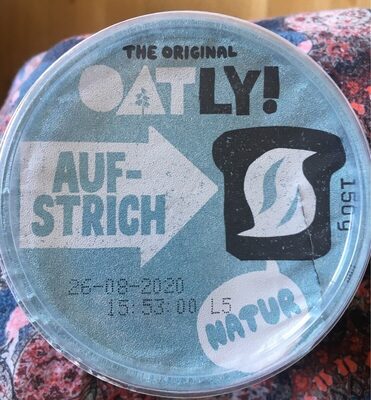 THE ORIGINAL
OATLY!
AUF-
STRICH
150g
26-08-2020
15:53:00 L5
NATUR